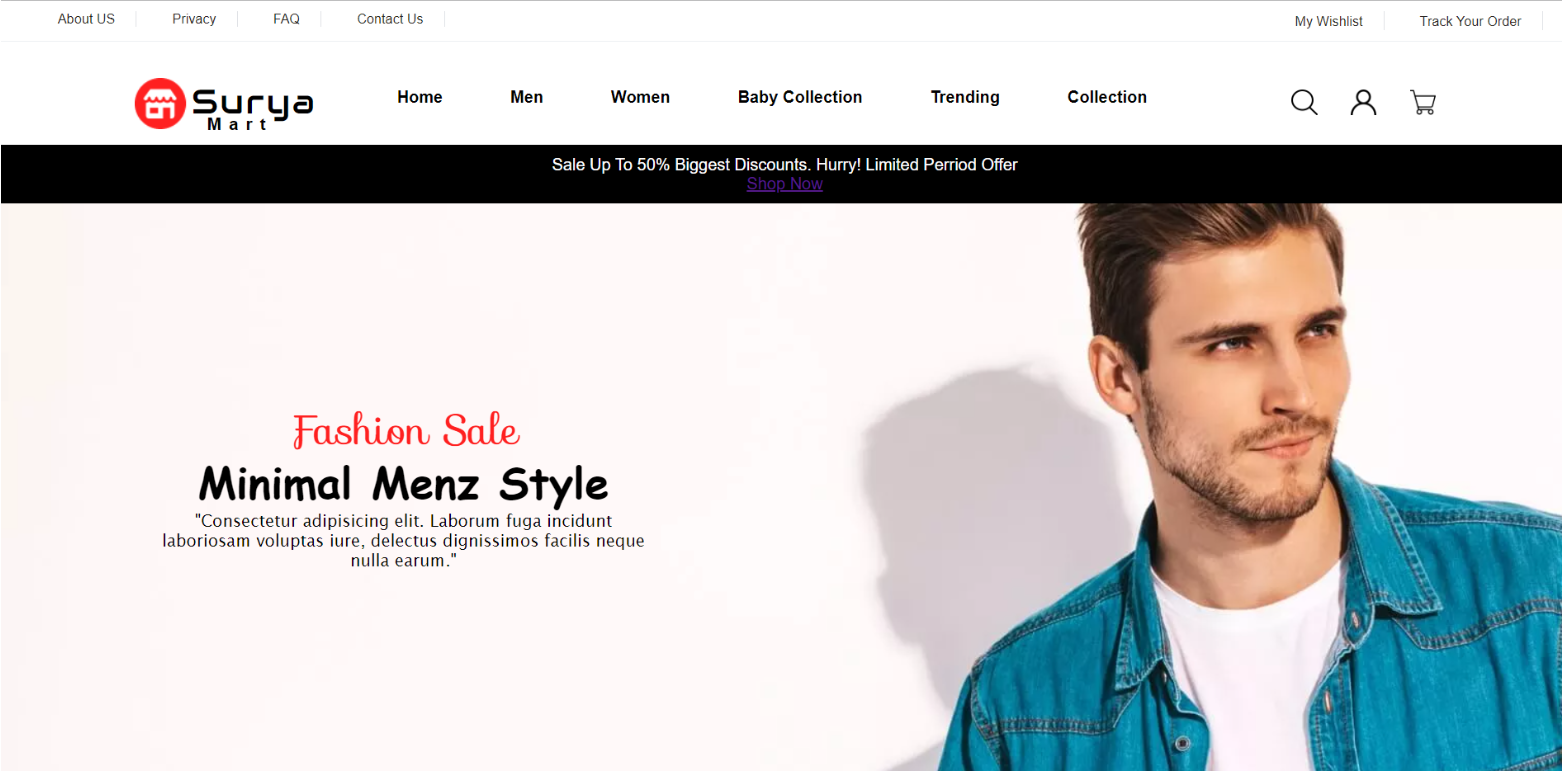 About US Privacy FAQ Contact Us My Wishlist Track Your Order
Surya
Mart
Home Men Women Baby Collection Trending Collection
Sale Up To 50% Biggest Discounts. Hurry! Limited Perriod Offer
Shop Now
Fashion Sale
Minimal Menz Style
"Consectetur adipisicing elit. Laborum fuga incidunt
laboriosam voluptas iure, delectus dignissimos facilis neque
nulla earum."